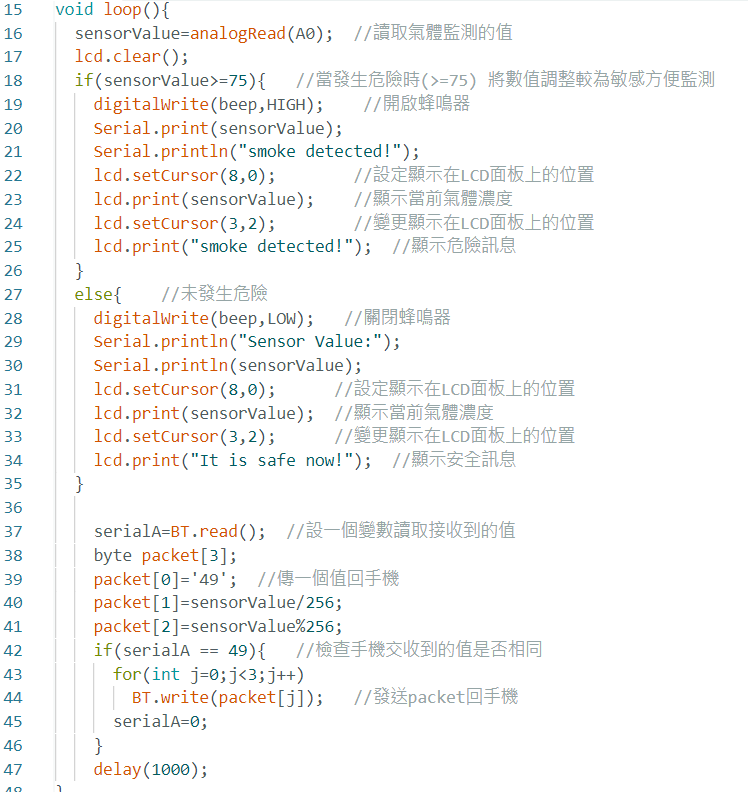 15 void loop(){
16 sensorValue=analogRead(A0); //讀取氣體監測的值
17 lcd.clear();
18 if(sensorValue>=75){ //當發生危險時(>=75) 將數值調整較為敏感方便監測
19 digitalWrite(beep,HIGH); //開啟蜂鳴器
20 Serial.print(sensorValue);
21 Serial.println("smoke detected!");
22 lcd.setCursor(8,0); //設定顯示在LCD面板上的位置
23 lcd.print(sensorValue); //顯示當前氣體濃度
24 lcd.setCursor(3,2); //變更顯示在LCD面板上的位置
25 lcd.print("smoke detected!"); //顯示危險訊息
26 }
27 else{ //未發生危險
28 digitalWrite(beep,LOW); //關閉蜂鳴器
29 Serial.println("Sensor Value:");
30 Serial.println(sensorValue);
31 lcd.setCursor(8,0); //設定顯示在LCD面板上的位置
32 lcd.print(sensorValue); //顯示當前氣體濃度
33 lcd.setCursor(3,2); //變更顯示在LCD面板上的位置
34 lcd.print("It is safe now!"); //顯示安全訊息
35 }
36
37 serialA=BT.read(); //設一個變數讀取接收到的值
38 byte packet[3];
39 packet[0]='49'; //傳一個值回手機
40 packet[1]=sensorValue/256;
41 packet[2]=sensorValue%256;
42 if(serialA == 49){ //檢查手機交收到的值是否相同
43 for(int j=0;j<3;j++)
44 BT.write(packet[j]); //發送packet回手機
45 serialA=0;
46 }
47 delay(1000);
48 }